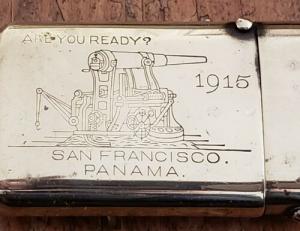 ARE YOU READY?
1915
SAN FRANCISCO.
PANAMA.